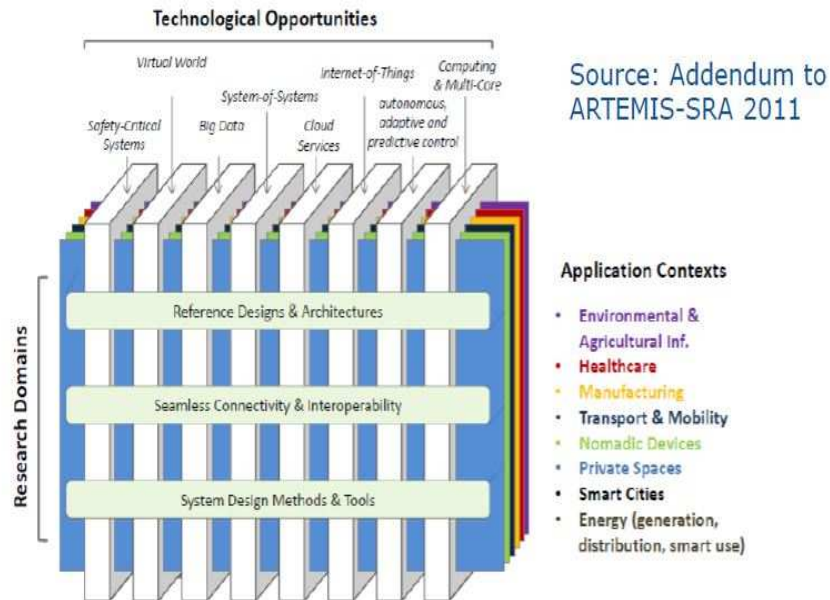 Technological Opportunities
Virtual World
Internet-of-Things
Computing
& Multi-Core
System-of-Systems
autonomous,
adaptive and
predictive control
Safety-Critical
Systems
Big Data
Cloud
Services
Source: Addendum to
ARTEMIS-SRA 2011
Research Domains
Reference Designs & Architectures
Seamless Connectivity & Interoperability
System Design Methods & Tools
Application Contexts
• Environmental &
Agricultural Inf.
• Healthcare
• Manufacturing
• Transport & Mobility
• Nomadic Devices
• Private Spaces
• Smart Cities
• Energy (generation,
distribution, smart use)